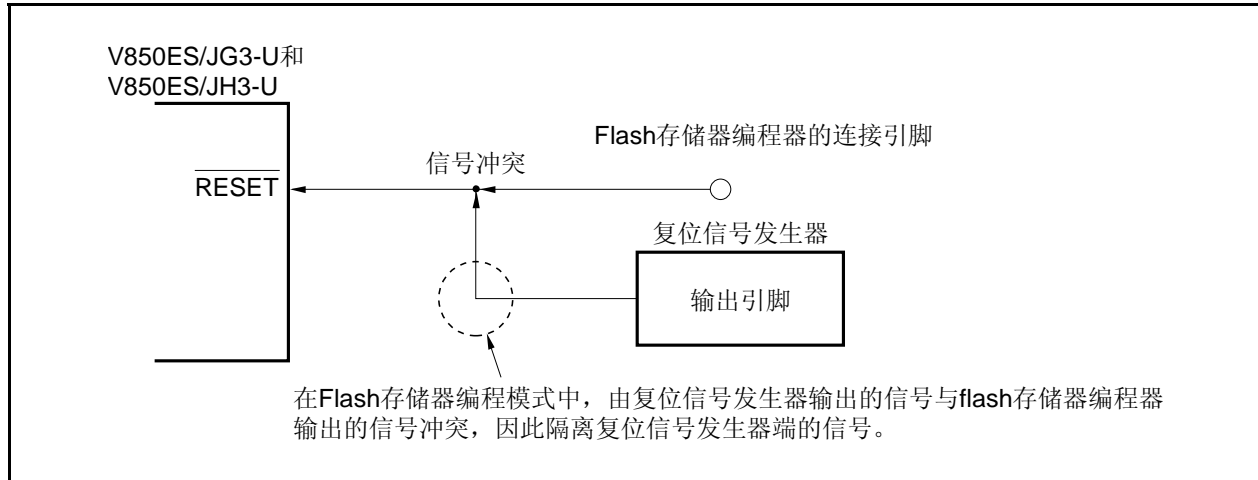 V850ES/JG3-U和
V850ES/JH3-U
Flash存储器编程器的连接引脚
信号冲突
RESET
复位信号发生器
输出引脚
在Flash存储器编程模式中，由复位信号发生器输出的信号与flash存储器编程器
输出的信号冲突，因此隔离复位信号发生器端的信号。